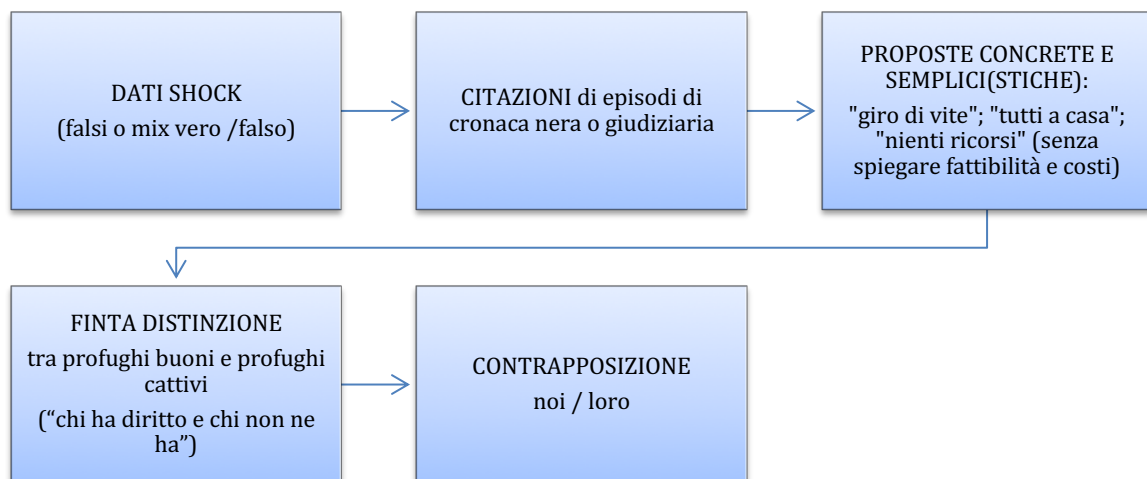 DATI SHOCK
(falsi o mix vero /falso)
CITAZIONI di episodi di
cronaca nera o giudiziaria
PROPOSTE CONCRETE E
SEMPLICI(STICHE):
"giro di vite"; "tutti a casa";
"nienti ricorsi" (senza
spiegare fattibilità e costi)
FINTA DISTINZIONE
tra profughi buoni e profughi
cattivi
(“chi ha diritto e chi non ne
ha”)
CONTRAPPOSIZIONE
noi / loro